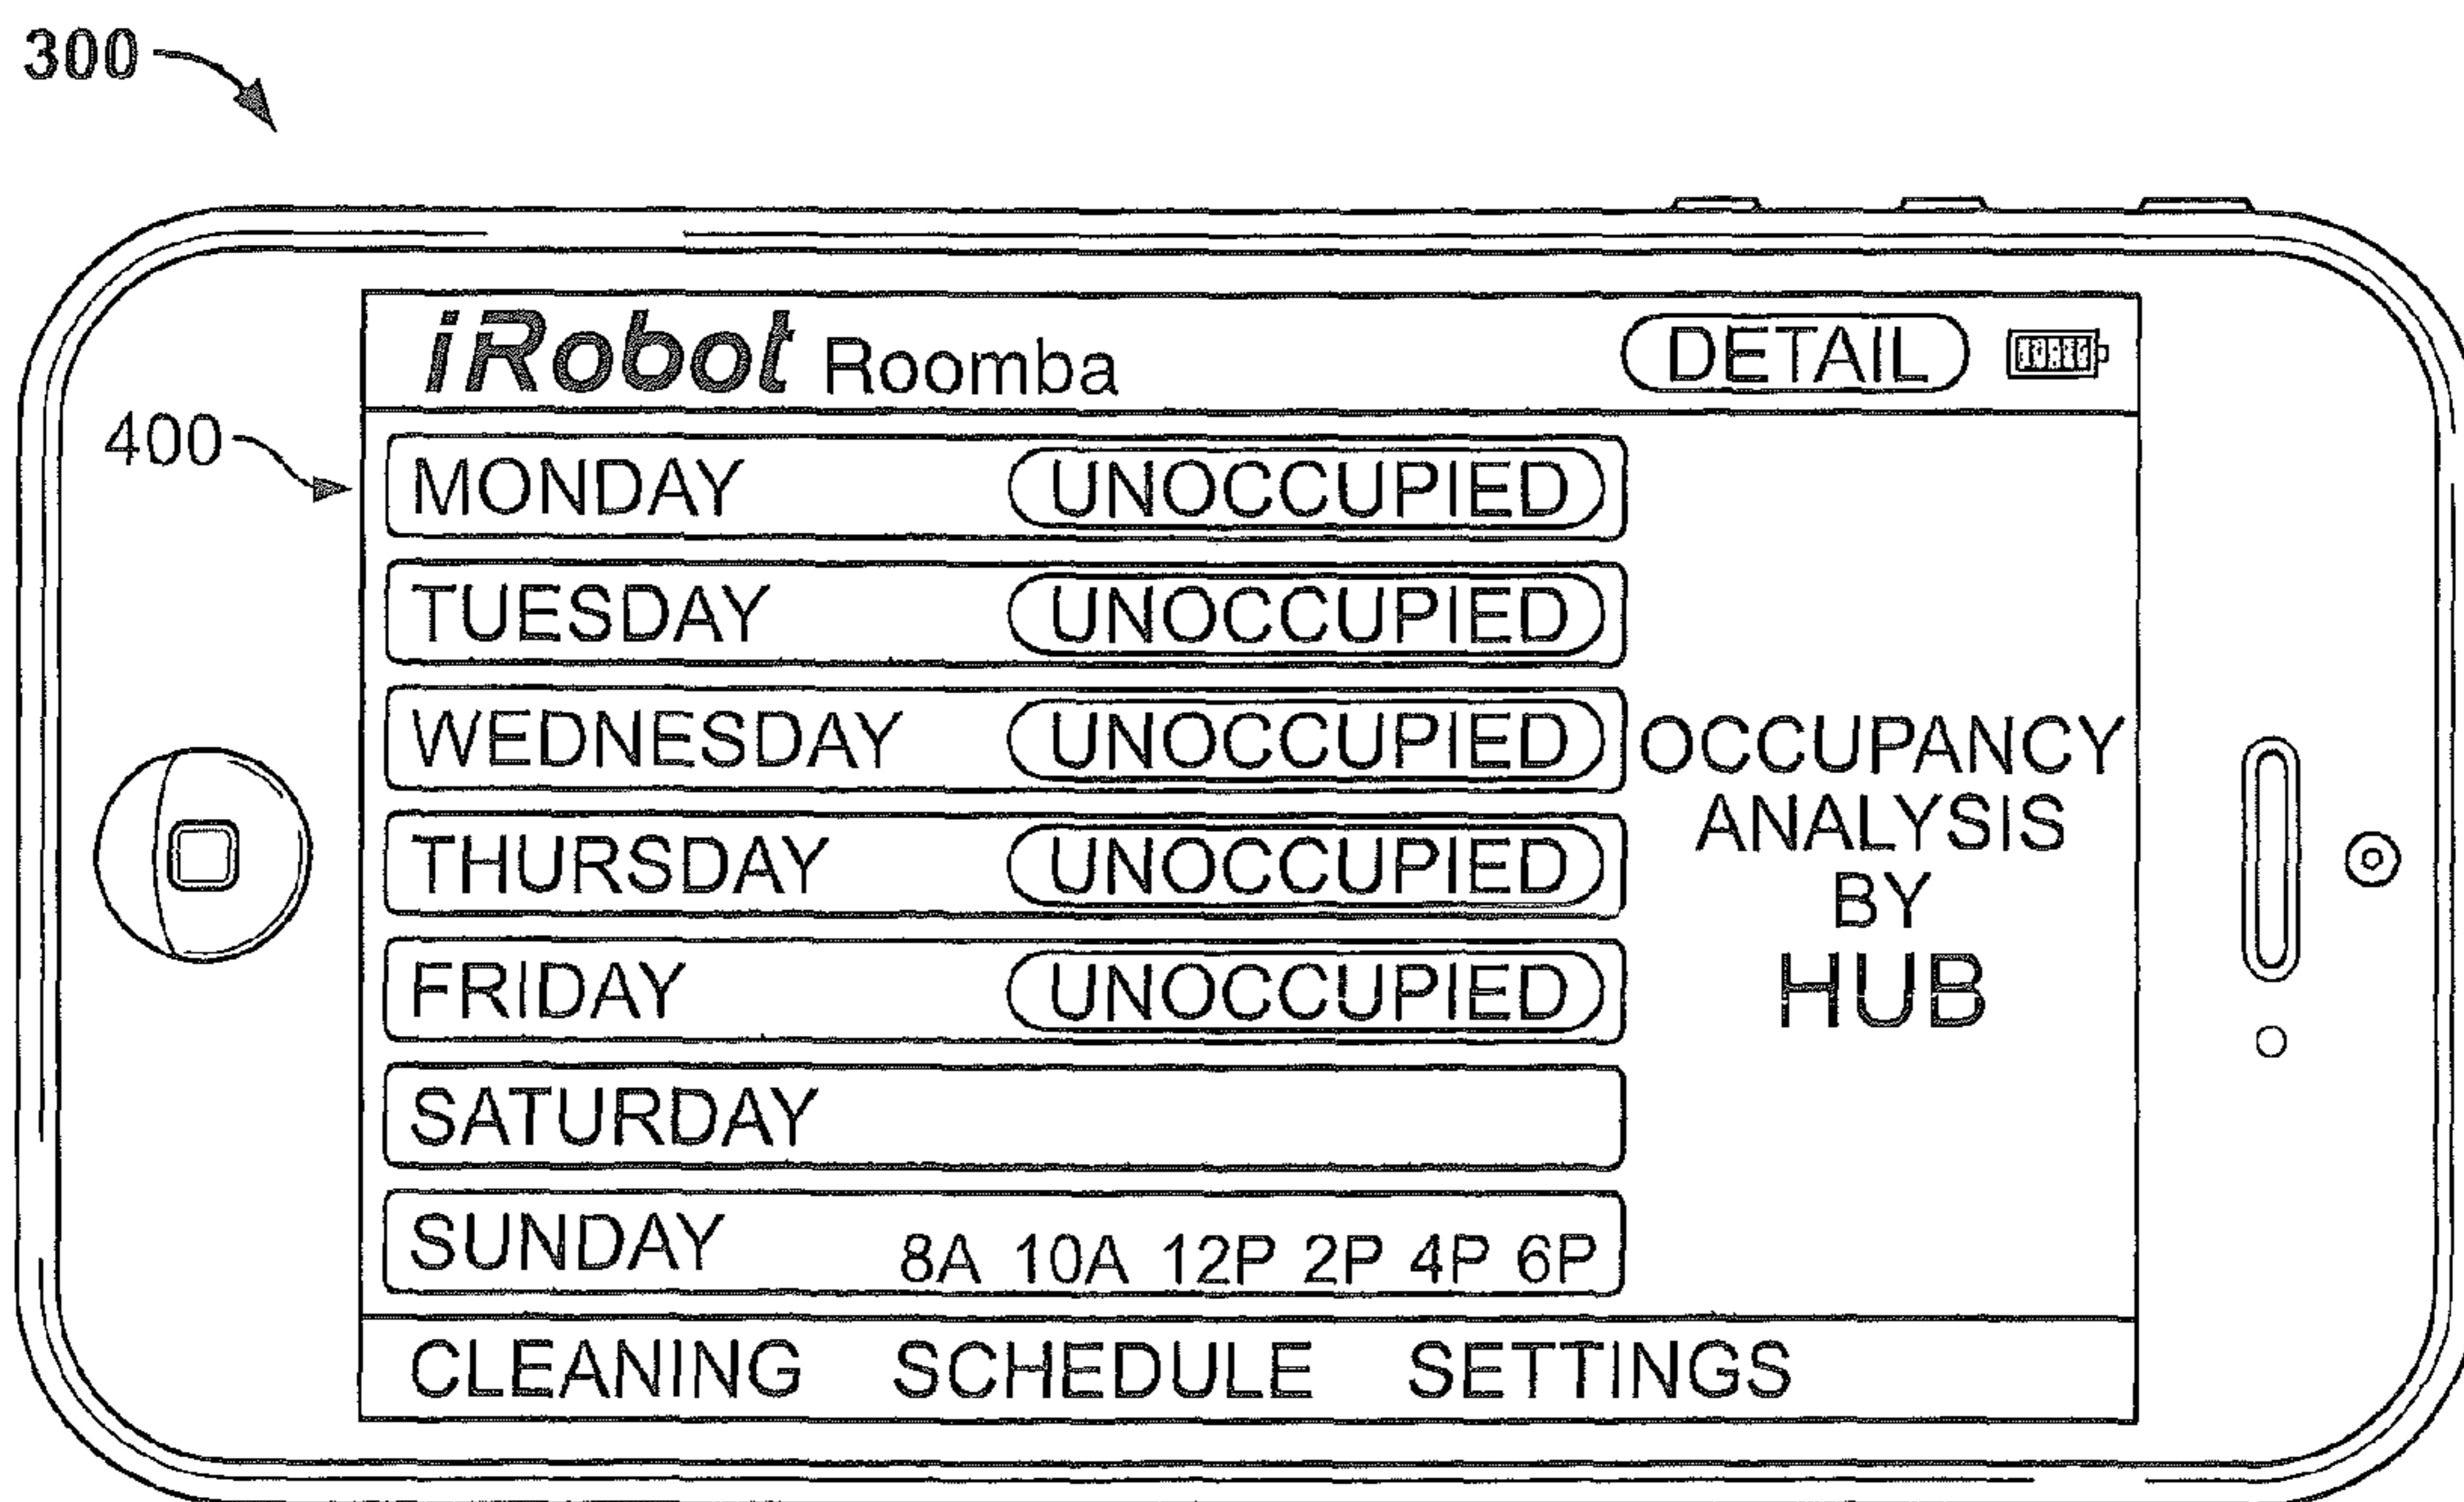 300
iRobot Roomba DETAIL
400
MONDAY UNOCCUPIED
TUESDAY UNOCCUPIED
WEDNESDAY UNOCCUPIED
THURSDAY UNOCCUPIED
FRIDAY UNOCCUPIED
SATURDAY
SUNDAY 8A 10A 12P 2P 4P 6P
OCCUPANCY
ANALYSIS
BY
HUB
CLEANING SCHEDULE SETTINGS